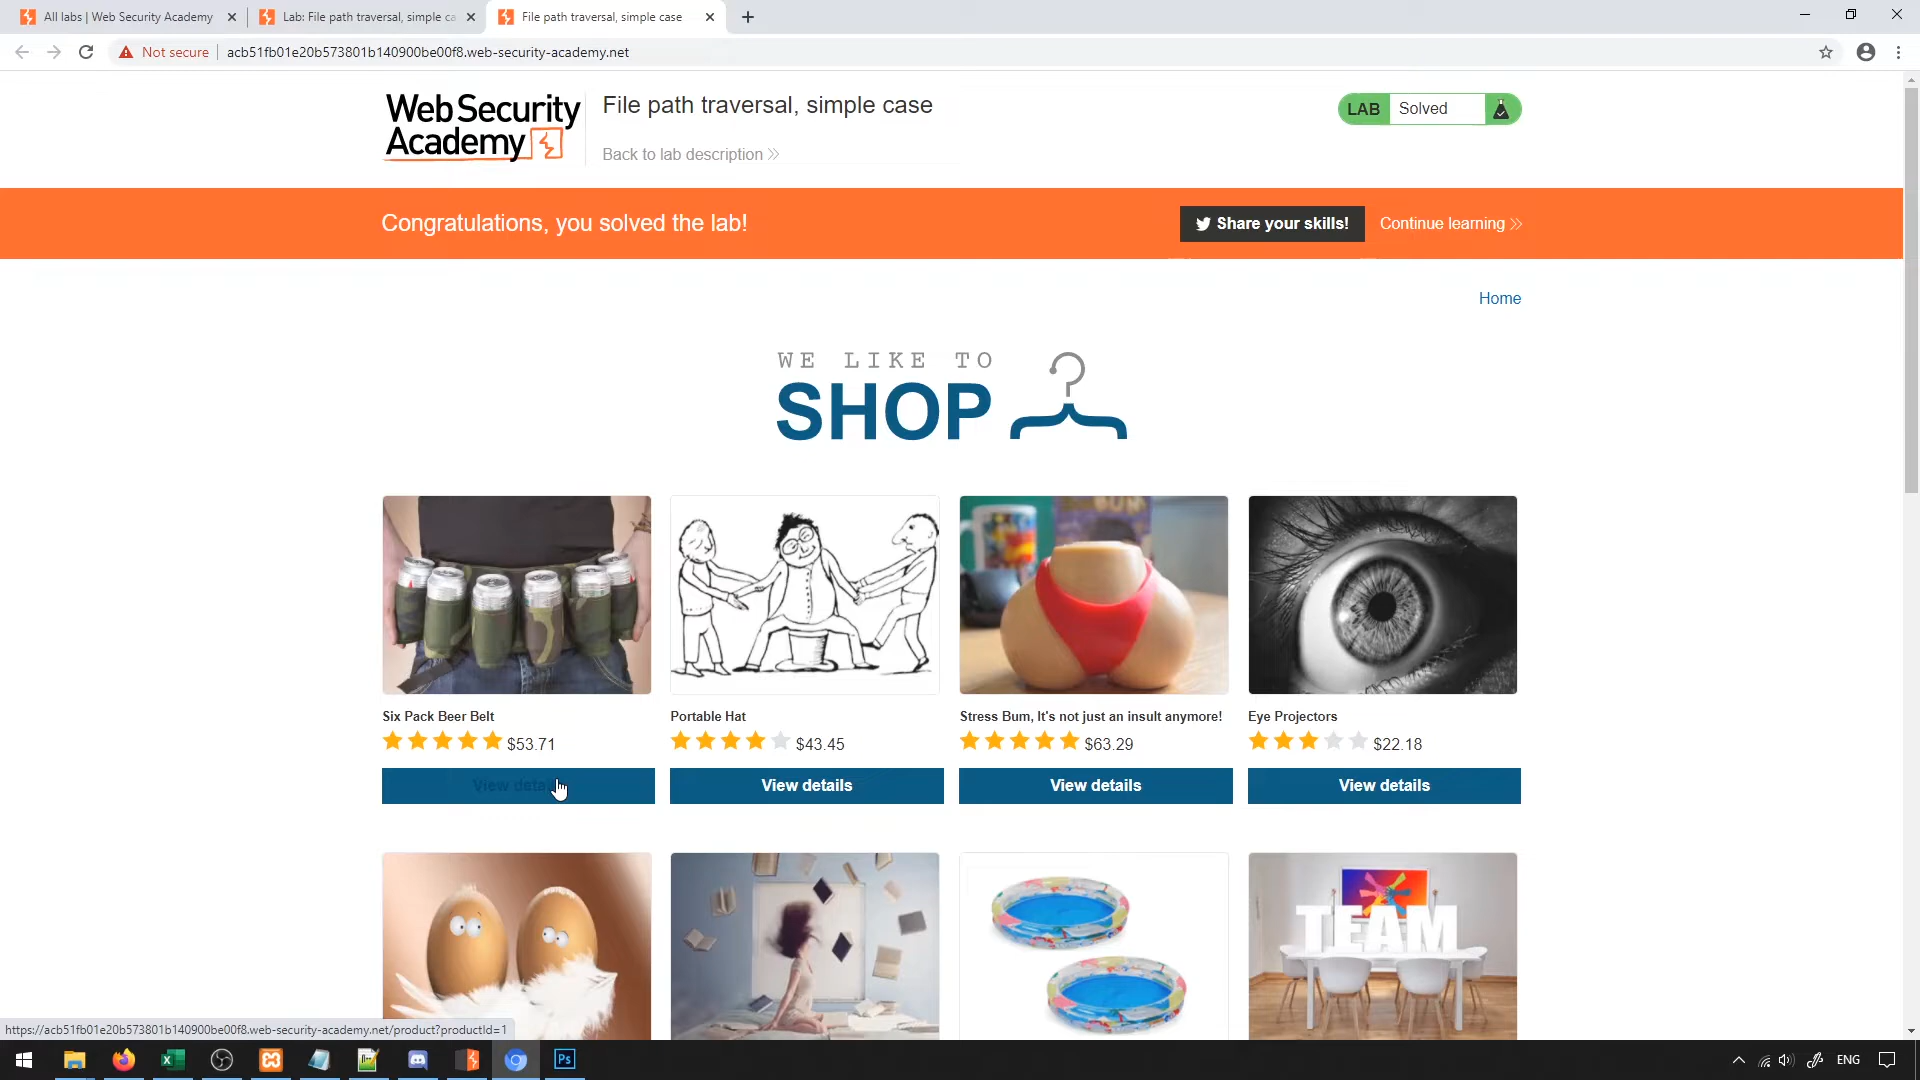 All labs | Web Security Academy
Lab: File path traversal, simple ca
File path traversal, simple case
Not secure
acb51fb01e20b573801b140900be00f8.web-security-academy.net
Web Security
Academy
File path traversal, simple case
Back to lab description
LAB
Solved
Congratulations, you solved the lab!
Share your skills!
Continue learning
Home
WE LIKE TO
SHOP
Six Pack Beer Belt
Portable Hat
Stress Bum, It's not just an insult anymore!
Eye Projectors
$53.71
$43.45
$63.29
$22.18
View details
View details
View details
View details
TEAM
https://acb51fb01e20b573801b140900be00f8.web-security-academy.net/product?productId=1
Ps
ENG